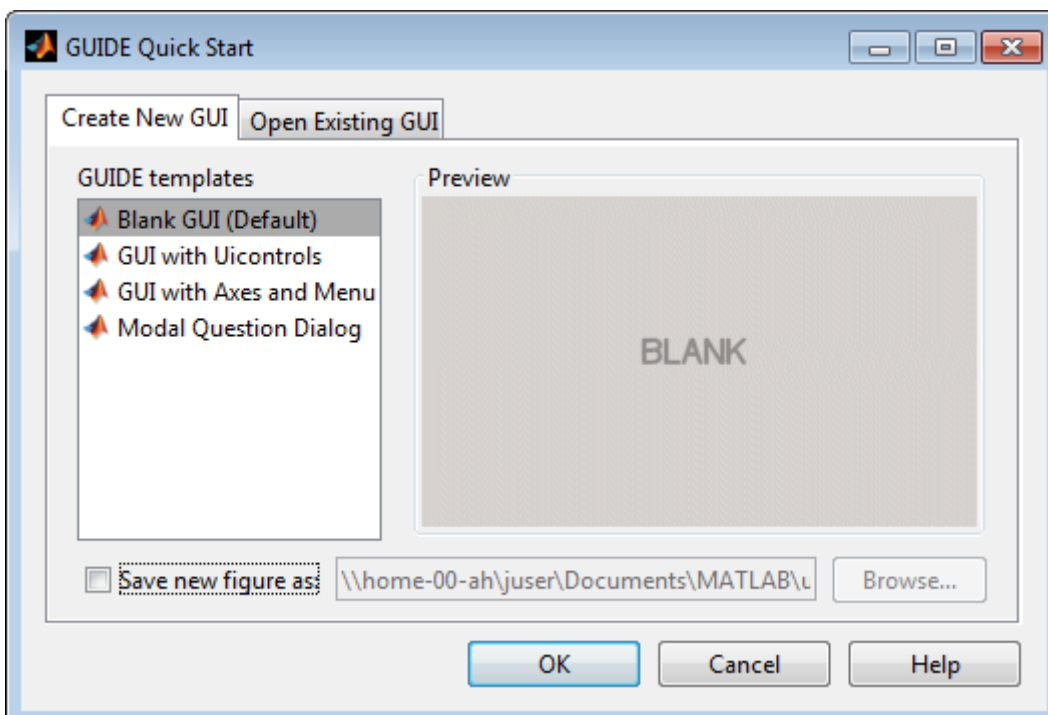 GUIDE Quick Start
Create New GUI
Open Existing GUI
GUIDE templates
Blank GUI (Default)
GUI with Uicontrols
GUI with Axes and Menu
Modal Question Dialog
Preview
BLANK
Save new figure as:
\\home-00-ah\juser\Documents\MATLAB\u
Browse...
OK
Cancel
Help